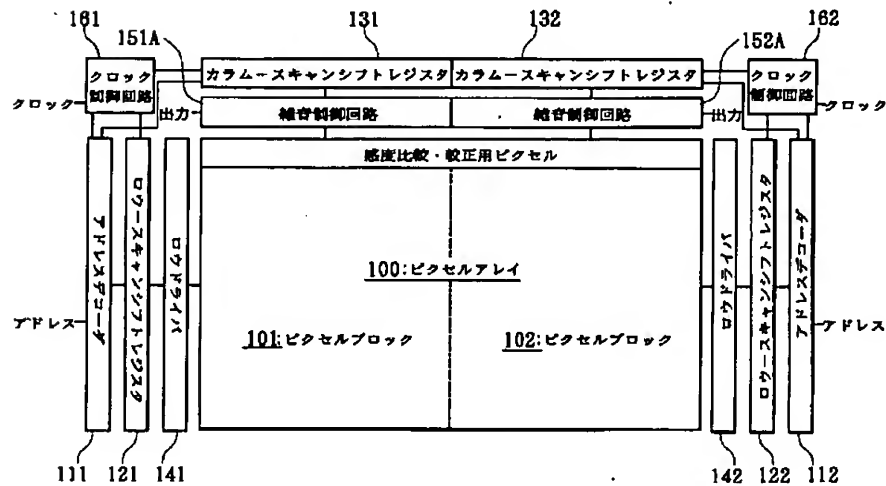 161
151A
131
132
152A
162
クロック
制御回路
カラムースキャンシフトレジスタ
カラムースキャンシフトレジスタ
クロック
制御回路
クロック
出力
雑音制御回路
雑音制御回路
出力
クロック
感度比較・較正用ピクセル
アドレスデコーダ
ロウースキャンシフトレジスタ
ロウドライバ
100:ピクセルアレイ
101:ピクセルブロック
102:ピクセルブロック
ロウドライバ
ロウースキャンシフトレジスタ
アドレスデコーダ
アドレス
アドレス
111
121
141
142
122
112